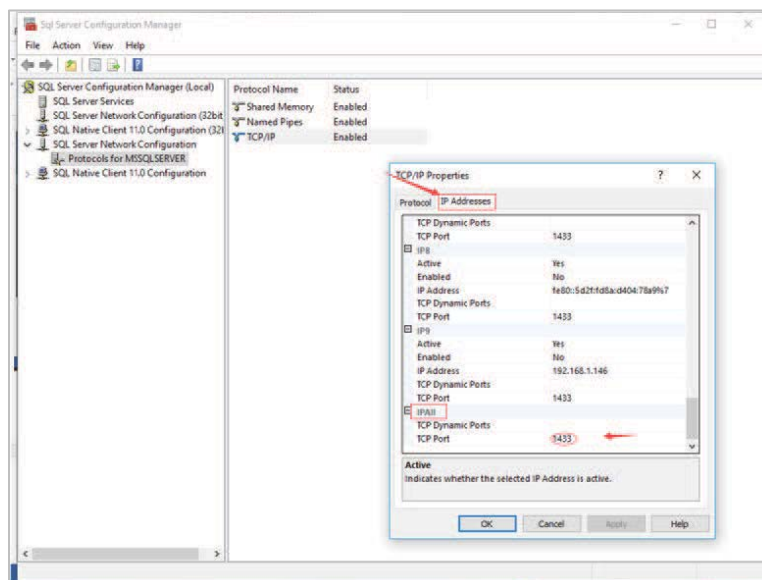 Sql Server Configuration Manager
File Action View Help
SQL Server Configuration Manager (Local)
SQL Server Services
SQL Server Network Configuration (32bit
SQL Native Client 11.0 Configuration (32l
SQL Server Network Configuration
Protocols for MSSQLSERVER
SQL Native Client 11.0 Configuration
Protocol Name Status
Shared Memory Enabled
Named Pipes Enabled
TCP/IP Enabled
TCP/IP Properties ? ×
Protocol IP Addresses
TCP Dynamic Ports
TCP Port 1433
IP8
Active Yes
Enabled No
IP Address fe80::5d2f:fd8a:d404:78a9%7
TCP Dynamic Ports
TCP Port 1433
IP9
Active Yes
Enabled No
IP Address 192.168.1.146
TCP Dynamic Ports
TCP Port 1433
IPAll
TCP Dynamic Ports
TCP Port 1433
Active
Indicates whether the selected IP Address is active.
OK Cancel Apply Help